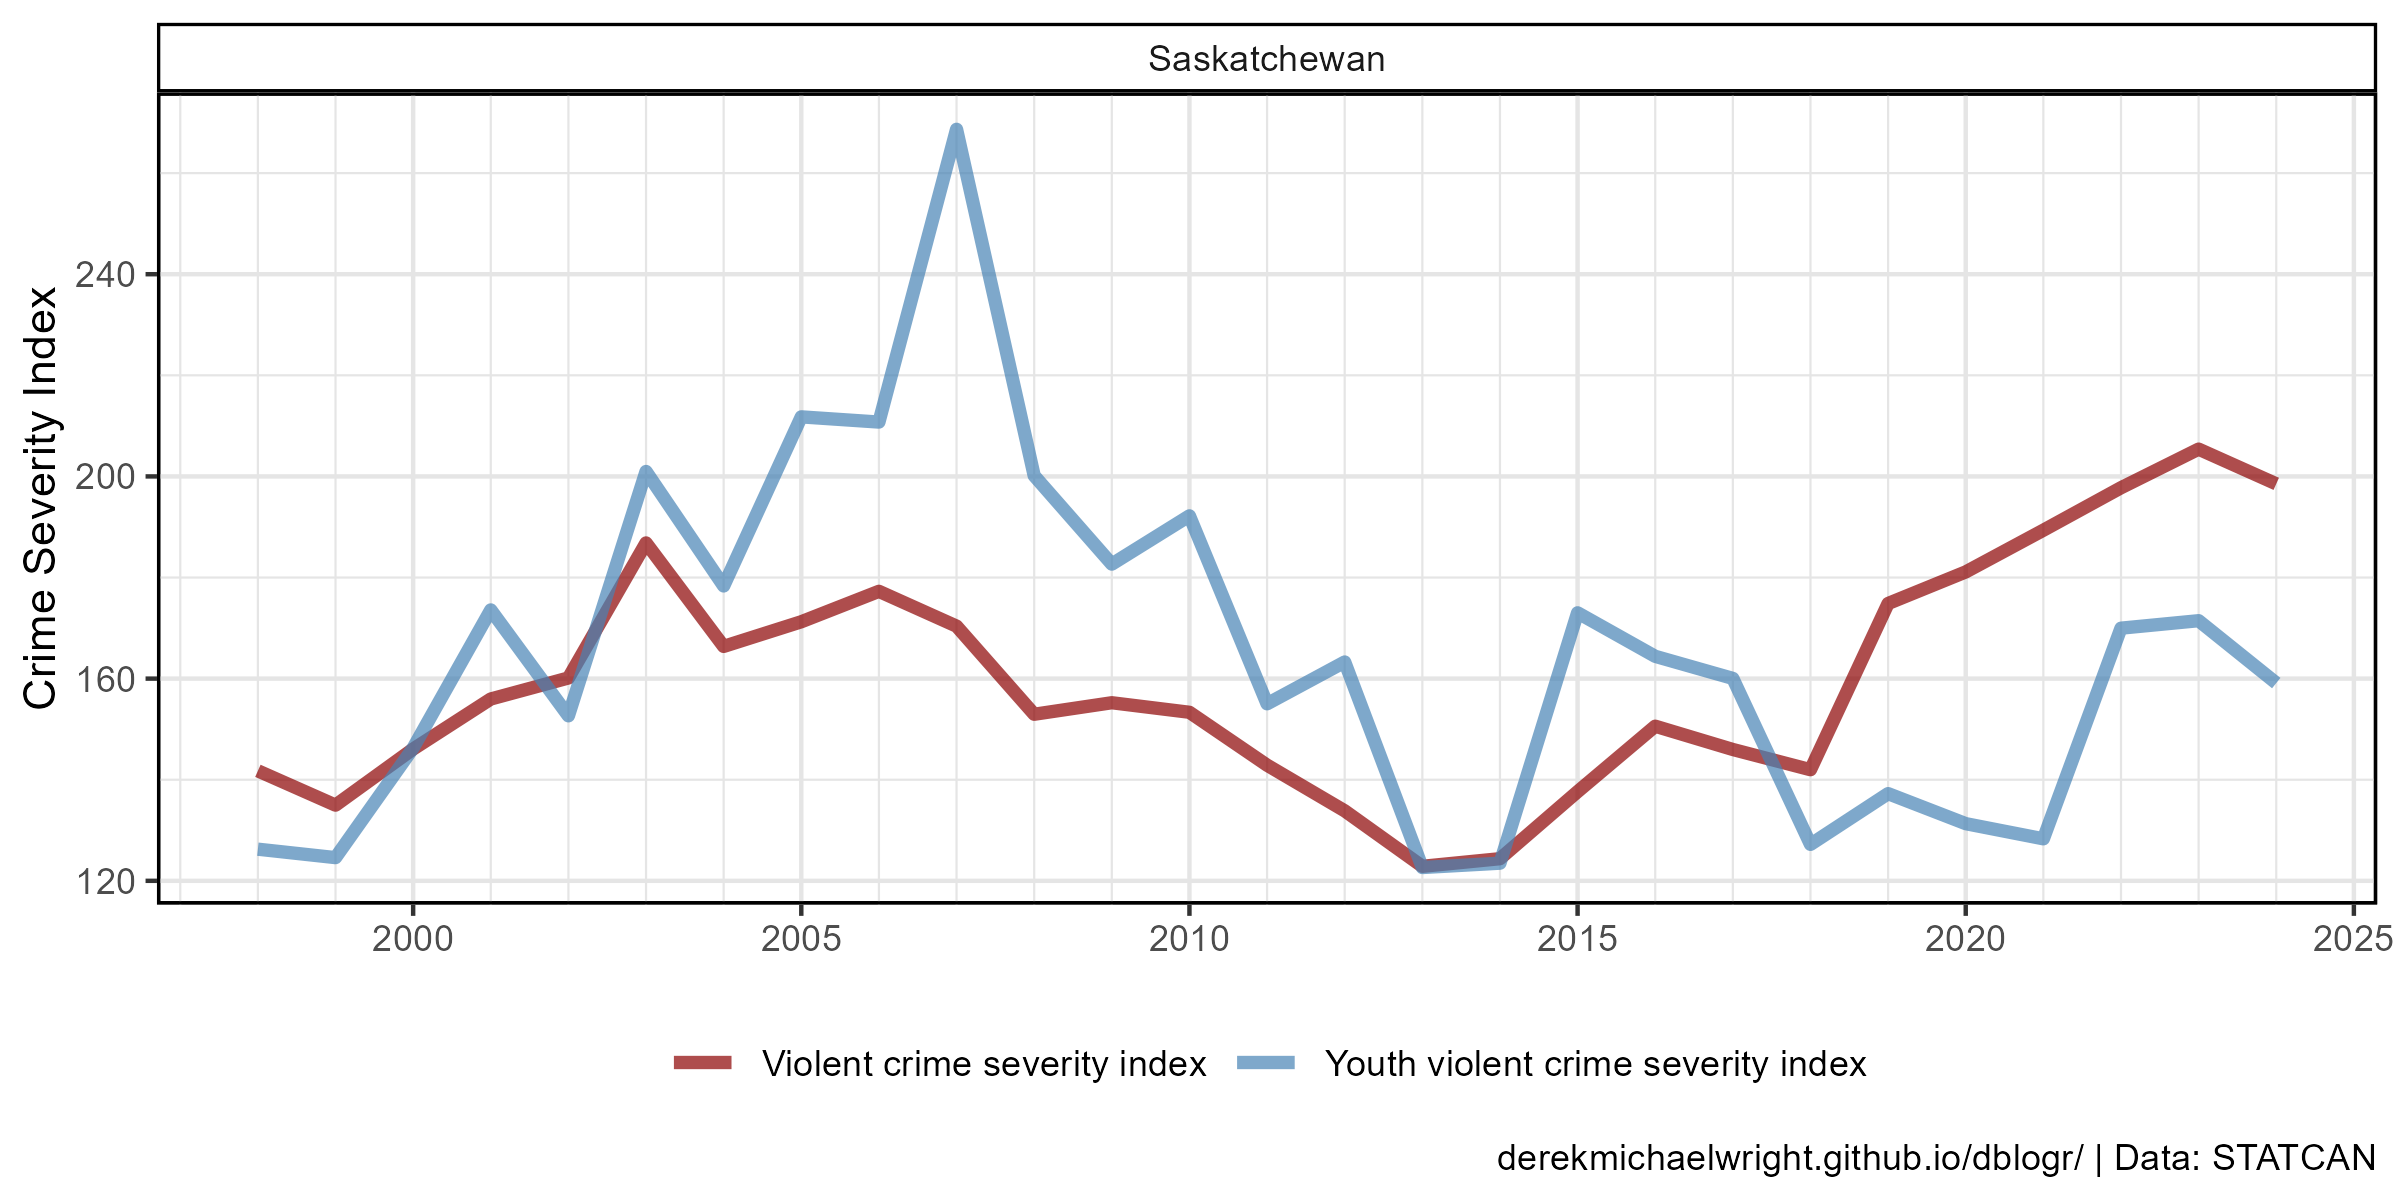 Saskatchewan
Crime Severity Index
240
200
160
120
2000 2005 2010 2015 2020 2025
Violent crime severity index Youth violent crime severity index
derekmichaelwright.github.io/dblogr/ | Data: STATCAN